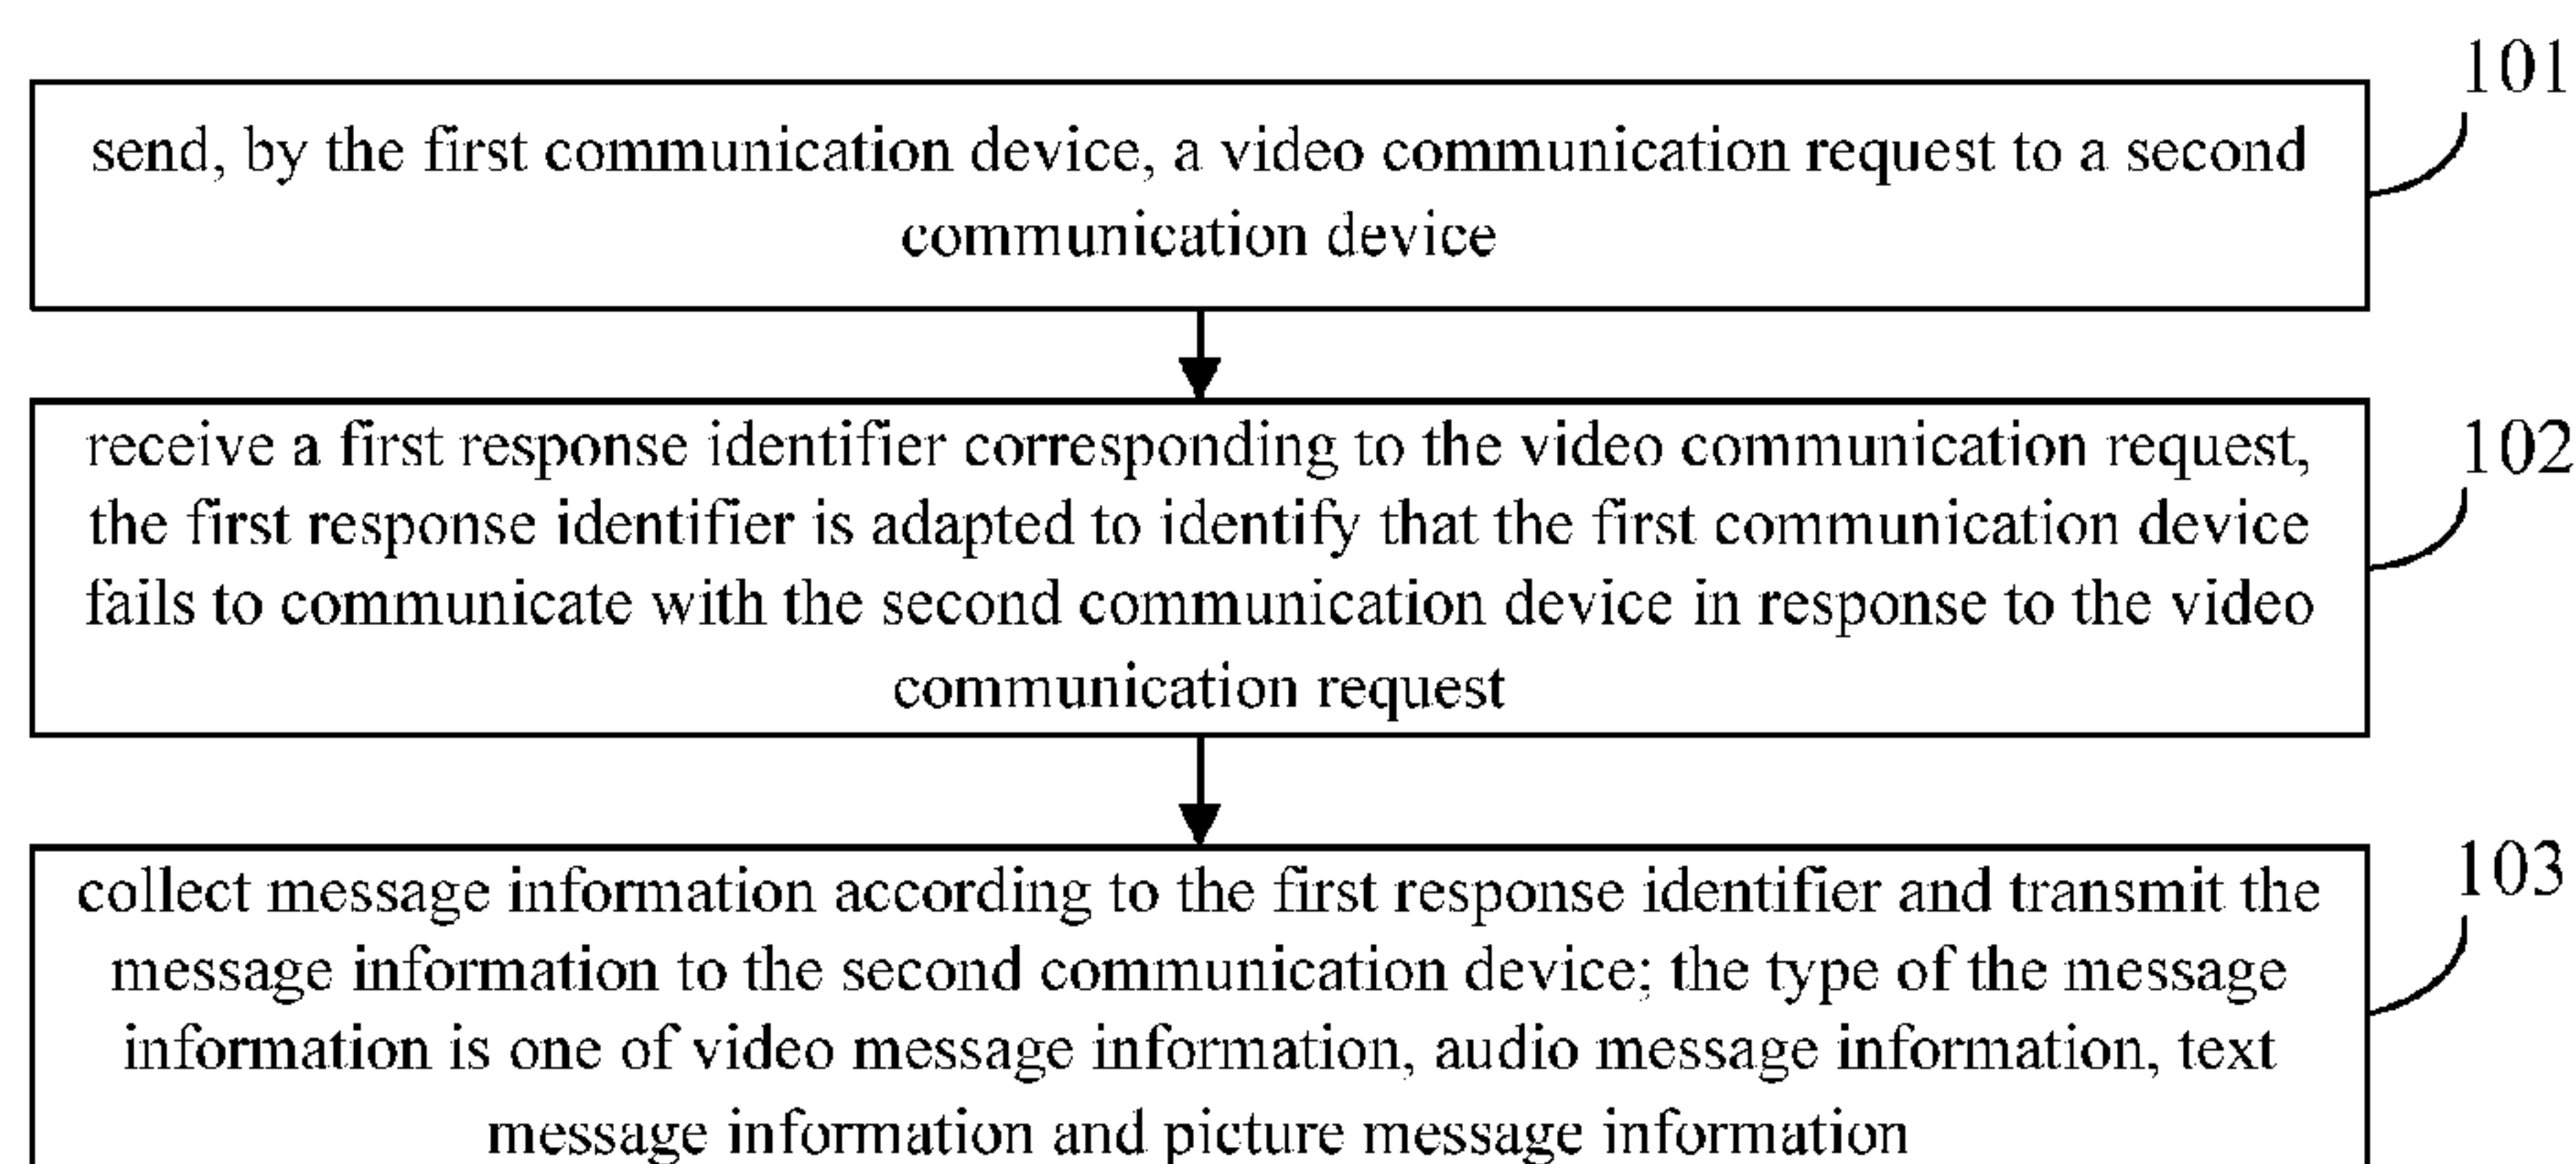 101
send, by the first communication device, a video communication request to a second
communication device
receive a first response identifier corresponding to the video communication request,
102
the first response identifier is adapted to identify that the first communication device
fails to communicate with the second communication device in response to the video
communication request
collect message information according to the first response identifier and transmit the
103
message information to the second communication device; the type of the message
information is one of video message information, audio message information, text
message information and picture message information